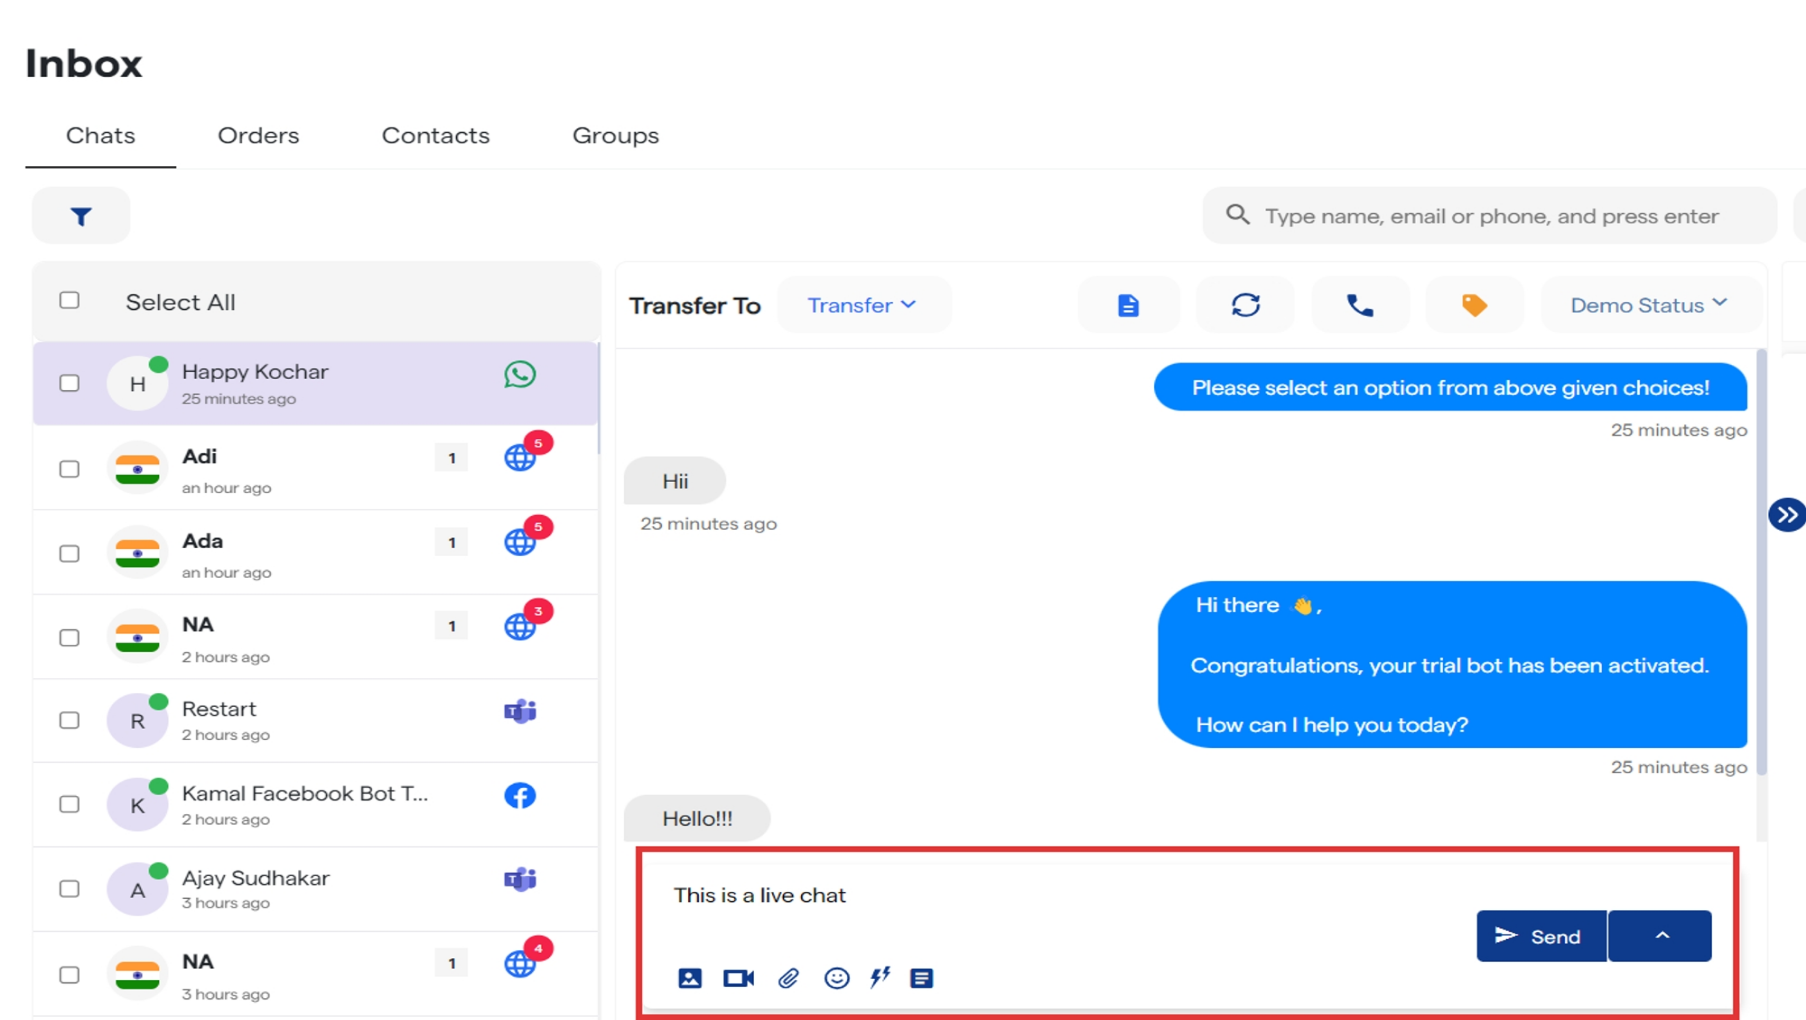 Inbox
Chats Orders Contacts Groups
Type name, email or phone, and press enter
Select All
Transfer To Transfer Demo Status
H Happy Kochar
25 minutes ago
Adi 1 5
an hour ago
Ada 1 5
an hour ago
NA 1 3
2 hours ago
R Restart T
2 hours ago
K Kamal Facebook Bot T...
2 hours ago
A Ajay Sudhakar T
3 hours ago
NA 1 4
3 hours ago
Please select an option from above given choices!
25 minutes ago
Hii
25 minutes ago
Hi there 👋,
Congratulations, your trial bot has been activated.
How can I help you today?
25 minutes ago
Hello!!!
This is a live chat
Send